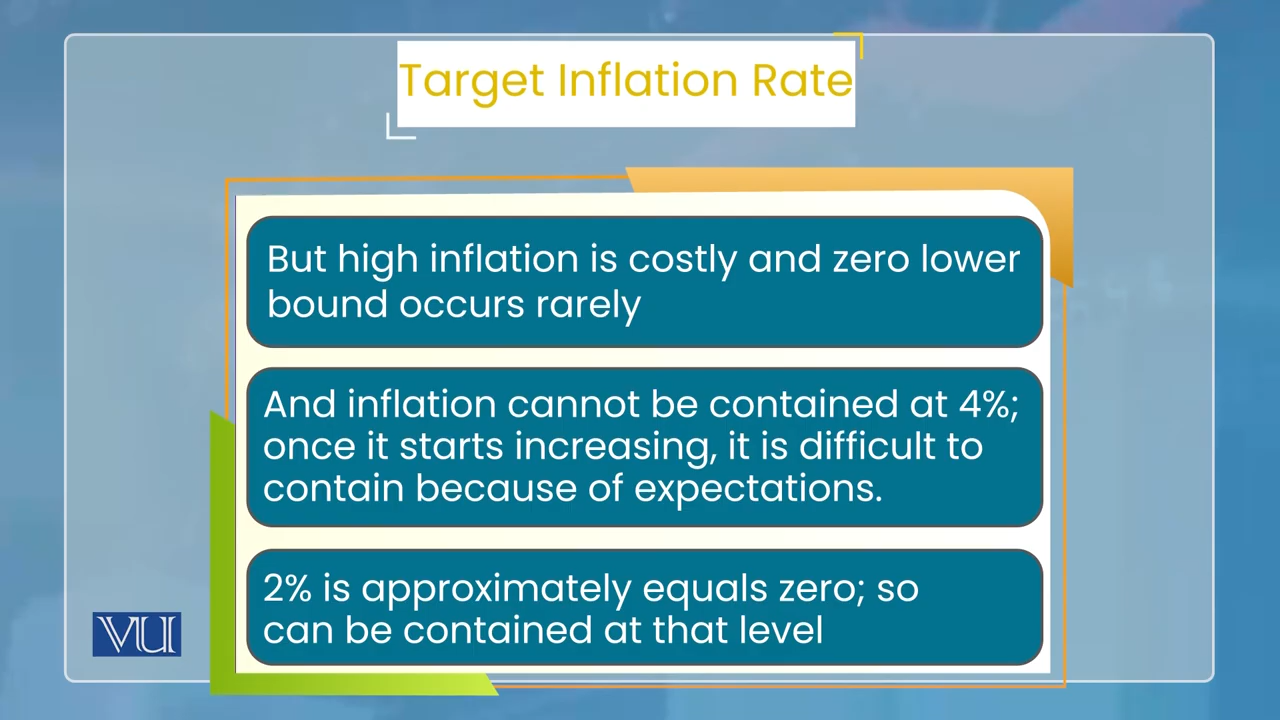 Target Inflation Rate
But high inflation is costly and zero lower
bound occurs rarely
And inflation cannot be contained at 4%;
once it starts increasing, it is difficult to
contain because of expectations.
2% is approximately equals zero; so
can be contained at that level
VU